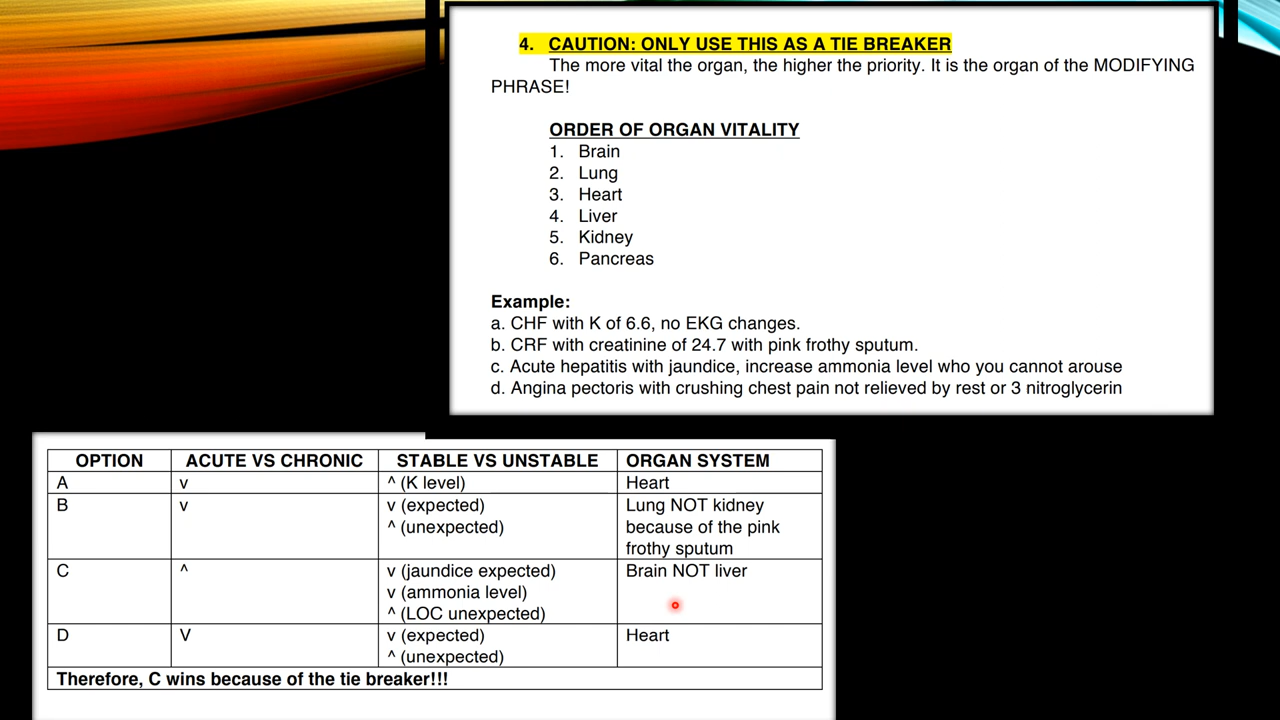 4. CAUTION: ONLY USE THIS AS A TIE BREAKER
The more vital the organ, the higher the priority. It is the organ of the MODIFYING
PHRASE!
ORDER OF ORGAN VITALITY
1. Brain
2. Lung
3. Heart
4. Liver
5. Kidney
6. Pancreas
Example:
a. CHF with K of 6.6, no EKG changes.
b. CRF with creatinine of 24.7 with pink frothy sputum.
c. Acute hepatitis with jaundice, increase ammonia level who you cannot arouse
d. Angina pectoris with crushing chest pain not relieved by rest or 3 nitroglycerin
OPTION ACUTE VS CHRONIC STABLE VS UNSTABLE ORGAN SYSTEM
A v ^ (K level) Heart
B v v (expected) Lung NOT kidney
^ (unexpected) because of the pink
frothy sputum
C ^ v (jaundice expected) Brain NOT liver
v (ammonia level)
^ (LOC unexpected)
D V v (expected) Heart
^ (unexpected)
Therefore, C wins because of the tie breaker!!!